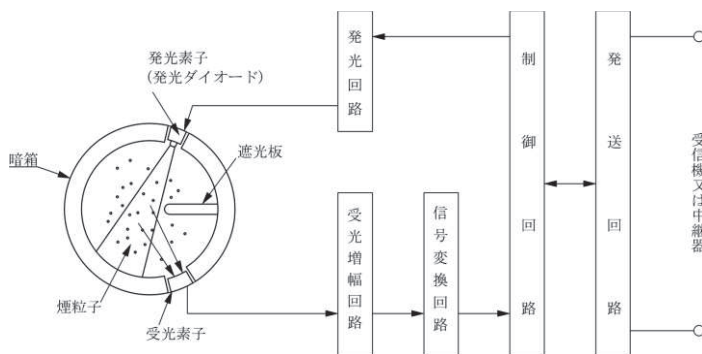 発光素子
(発光ダイオード)
暗箱
遮光板
煙粒子
受光素子
発光回路
受光増幅回路
信号変換回路
制御回路
発送回路
受信機又は中継器